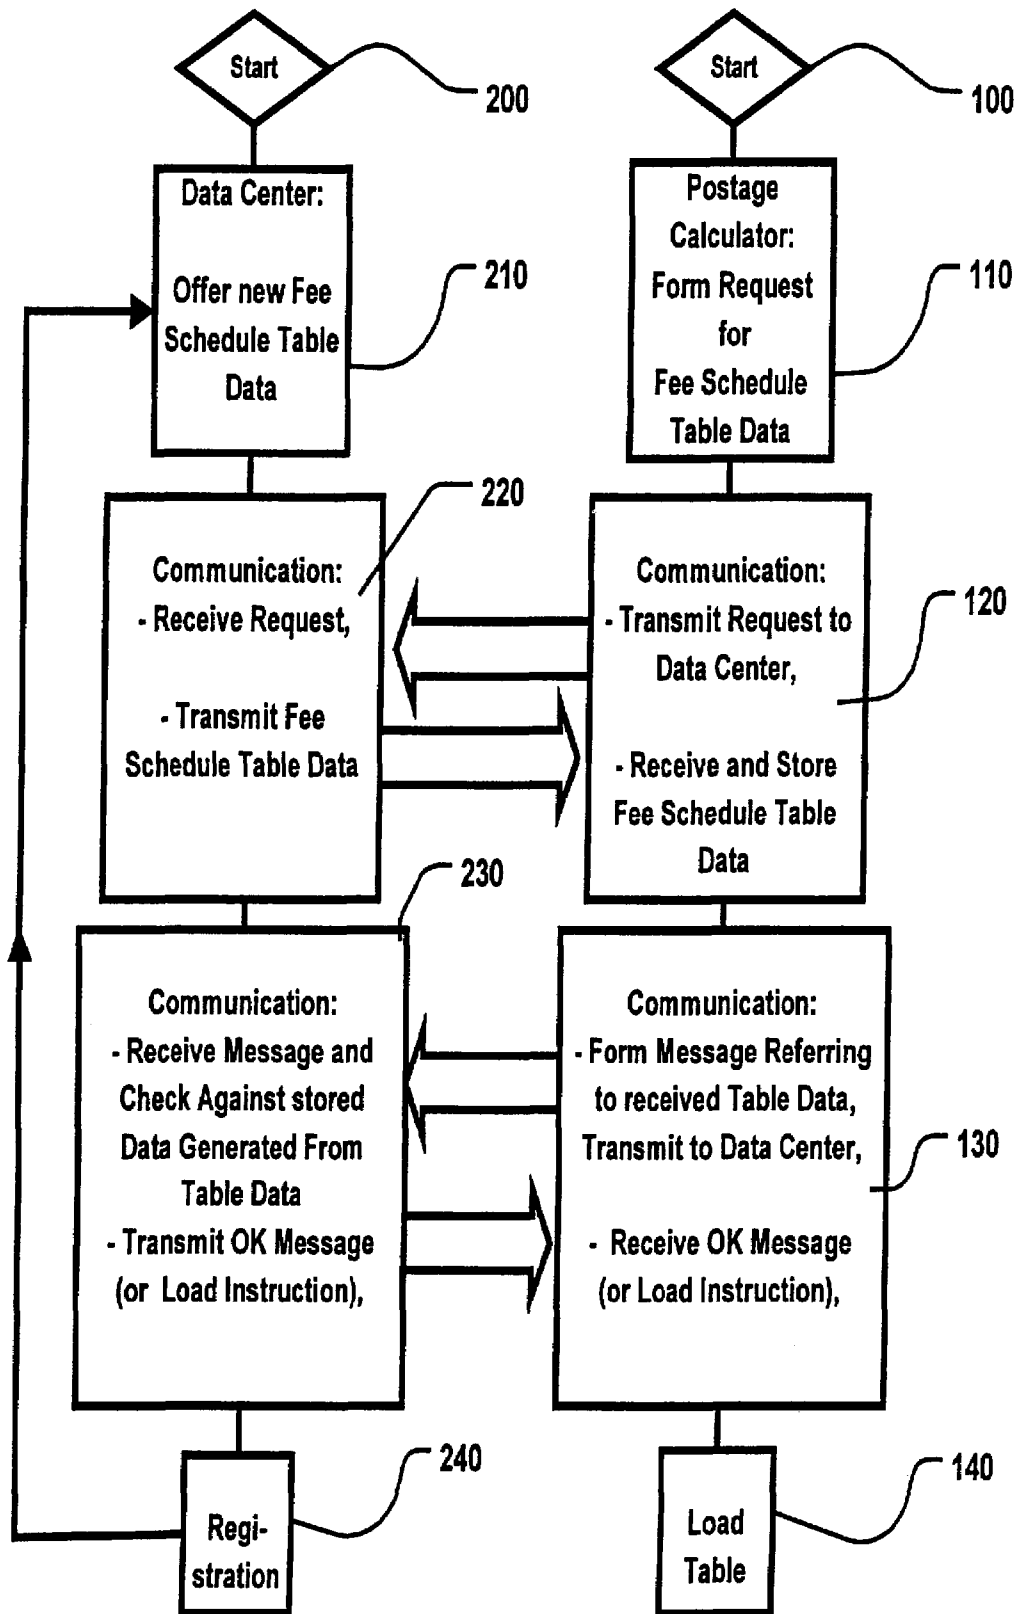 Start
200
Data Center:
Offer new Fee
Schedule Table
Data
210
Communication:
- Receive Request,
- Transmit Fee
Schedule Table Data
220
Communication:
- Receive Message and
Check Against stored
Data Generated From
Table Data
- Transmit OK Message
(or Load Instruction),
230
Regi-
stration
240
Start
100
Postage
Calculator:
Form Request
for
Fee Schedule
Table Data
110
Communication:
- Transmit Request to
Data Center,
- Receive and Store
Fee Schedule Table
Data
120
Communication:
- Form Message Referring
to received Table Data,
Transmit to Data Center,
- Receive OK Message
(or Load Instruction),
130
Load
Table
140